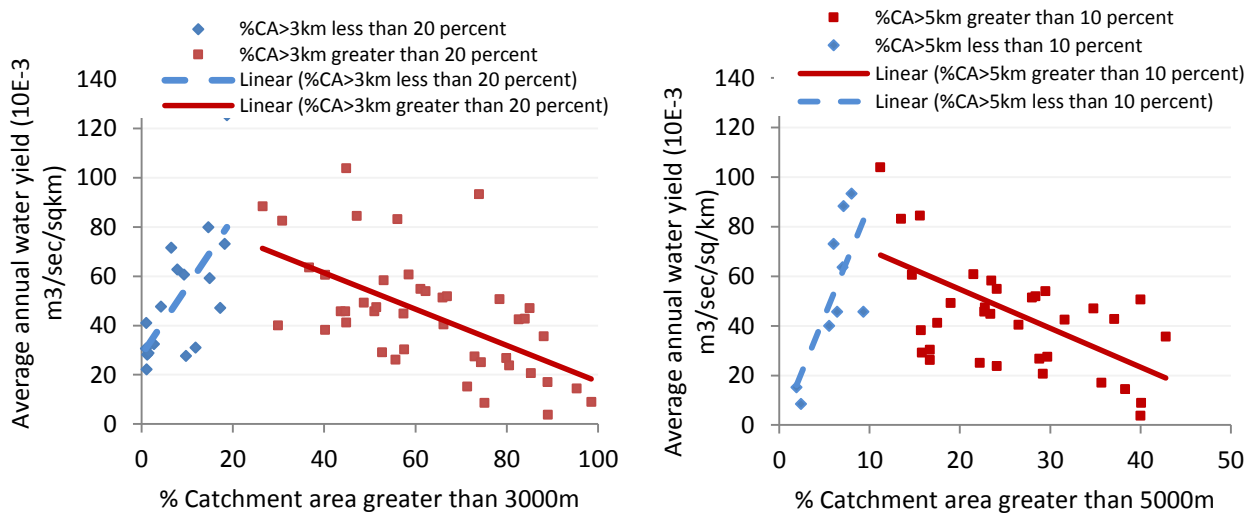 %CA>3km less than 20 percent
%CA>3km greater than 20 percent
Linear (%CA>3km less than 20 percent)
Linear (%CA>3km greater than 20 percent)
Average annual water yield (10E-3
m3/sec/sqkm)
140
120
100
80
60
40
20
0
0 20 40 60 80 100
% Catchment area greater than 3000m
%CA>5km greater than 10 percent
%CA>5km less than 10 percent
Linear (%CA>5km greater than 10 percent)
Linear (%CA>5km less than 10 percent)
Average annual water yield (10E-3
m3/sec/sq/km)
140
120
100
80
60
40
20
0
0 10 20 30 40 50
% Catchment area greater than 5000m